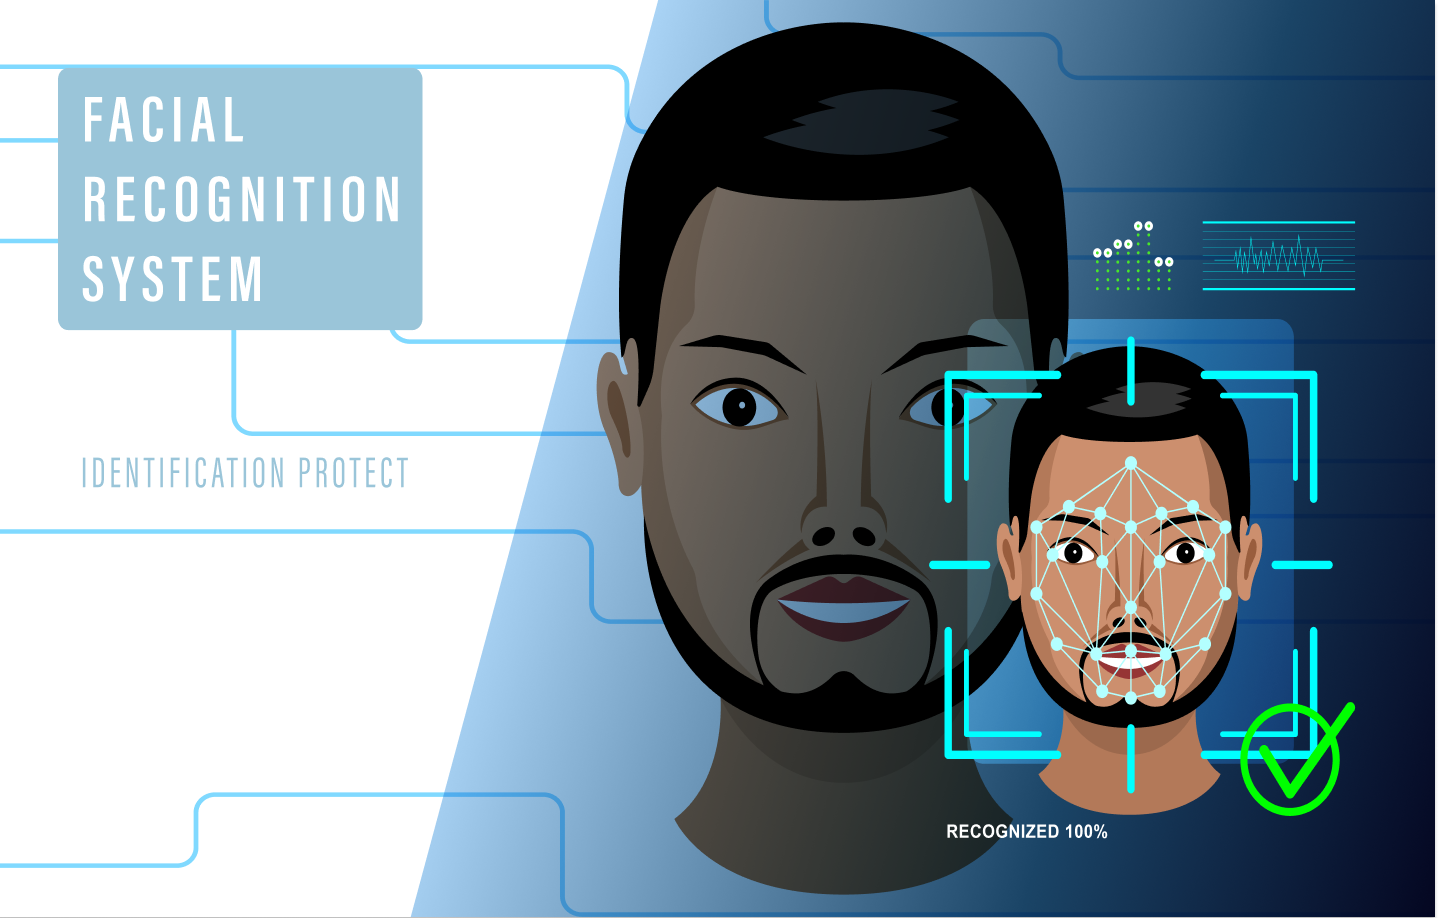 FACIAL
RECOGNITION
SYSTEM
IDENTIFICATION PROTECT
RECOGNIZED 100%